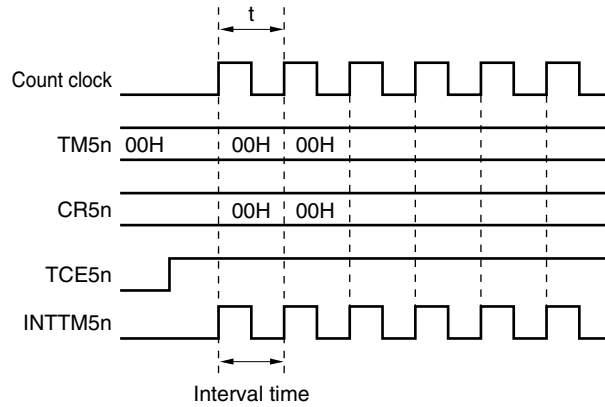 t
Count clock
TM5n 00H 00H 00H
CR5n 00H 00H
TCE5n
INTTM5n
Interval time